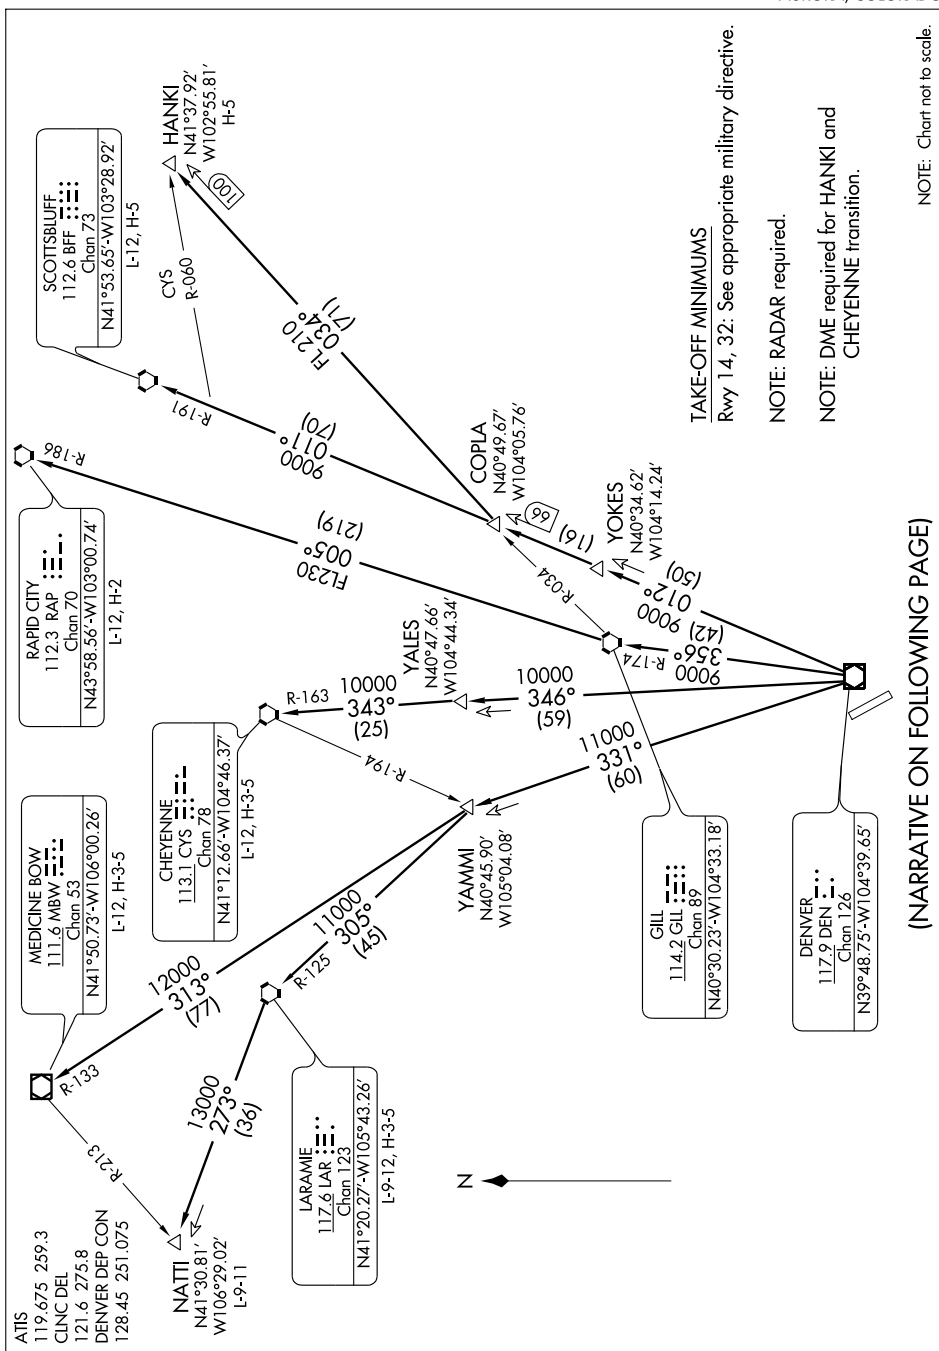 ATIS
119.675 259.3
CLNC DEL
121.6 275.8
DENVER DEP CON
128.45 251.075
MEDICINE BOW
111.6 MBW
Chan 53
N41°50.73'-W106°00.26'
L-12, H-3-5
RAPID CITY
112.3 RAP
Chan 70
N43°58.56'-W103°00.74'
L-12, H-2
SCOTTSBLUFF
112.6 BFF
Chan 73
N41°53.65'-W103°28.92'
L-12, H-5
HANKI
N41°37.92'
W102°55.81'
H-5
100
CYS
R-060
R-186
R-191
R-133
R-213
NATTI
N41°30.81'
W106°29.02'
L-9-11
13000
273°
(36)
12000
313°
(77)
CHEYENNE
113.1 CYS
Chan 78
N41°12.66'-W104°46.37'
L-12, H-3-5
R-163
R-194
10000
343°
(25)
FL230
005°
(219)
9000
011°
(70)
FL210
034°
(71)
LARAMIE
117.6 LAR
Chan 123
N41°20.27'-W105°43.26'
L-9-12, H-3-5
R-125
11000
305°
(45)
YAMMI
N40°45.90'
W105°04.08'
YALES
N40°47.66'
W104°44.34'
COPLA
N40°49.67'
W104°05.76'
66
(16)
R-034
YOKES
N40°34.62'
W104°14.24'
R-174
11000
331°
(60)
10000
346°
(59)
9000
356°
(42)
9000
012°
(50)
GILL
114.2 GLL
Chan 89
N40°30.23'-W104°33.18'
DENVER
117.9 DEN
Chan 126
N39°48.75'-W104°39.65'
N
TAKE-OFF MINIMUMS
Rwy 14, 32: See appropriate military directive.
NOTE: RADAR required.
NOTE: DME required for HANKI and
CHEYENNE transition.
NOTE: Chart not to scale.
(NARRATIVE ON FOLLOWING PAGE)